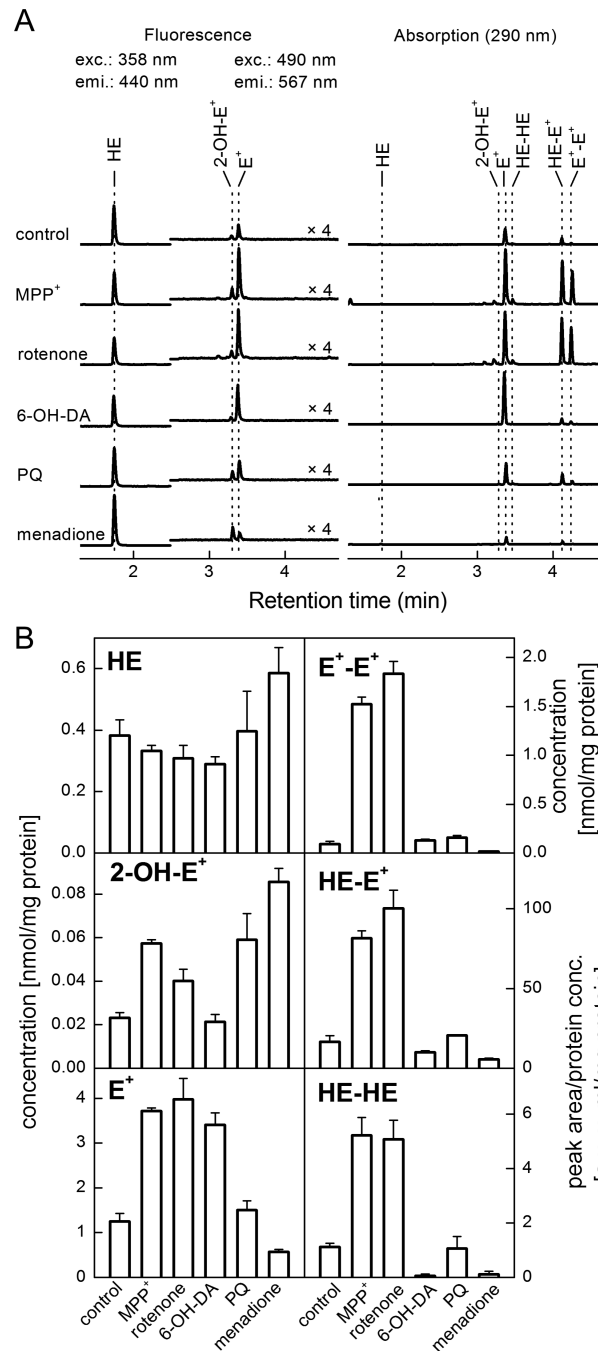 A
Fluorescence
Absorption (290 nm)
exc.: 358 nm
emi.: 440 nm
exc.: 490 nm
emi.: 567 nm
HE
2-OH-E⁺
E⁺
HE
2-OH-E⁺
E⁺
HE-HE
HE-E⁺
E⁺-E⁺
control
× 4
MPP⁺
× 4
rotenone
× 4
6-OH-DA
× 4
PQ
× 4
menadione
× 4
2 3 4 2 3 4
Retention time (min)
B
HE
0.6
0.4
0.2
0.0
E⁺-E⁺
2.0
1.5
1.0
0.5
0.0
concentration
[nmol/mg protein]
2-OH-E⁺
0.08
0.06
0.04
0.02
0.00
HE-E⁺
100
50
0
concentration [nmol/mg protein]
E⁺
4
3
2
1
0
HE-HE
6
4
2
0
peak area/protein conc.
control
MPP⁺
rotenone
6-OH-DA
PQ
menadione
control
MPP⁺
rotenone
6-OH-DA
PQ
menadione